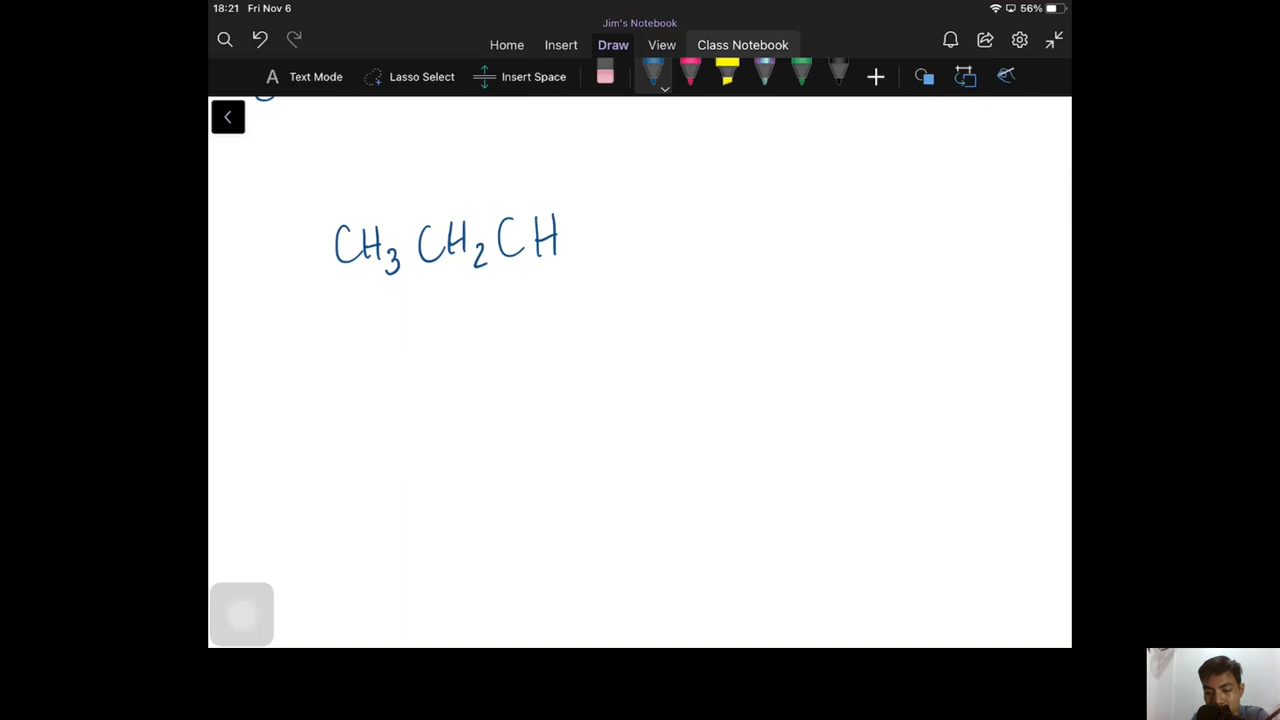 18:21 Fri Nov 6 56%
Jim's Notebook
Home Insert Draw View Class Notebook
A Text Mode Lasso Select Insert Space
CH₃ CH₂ CH